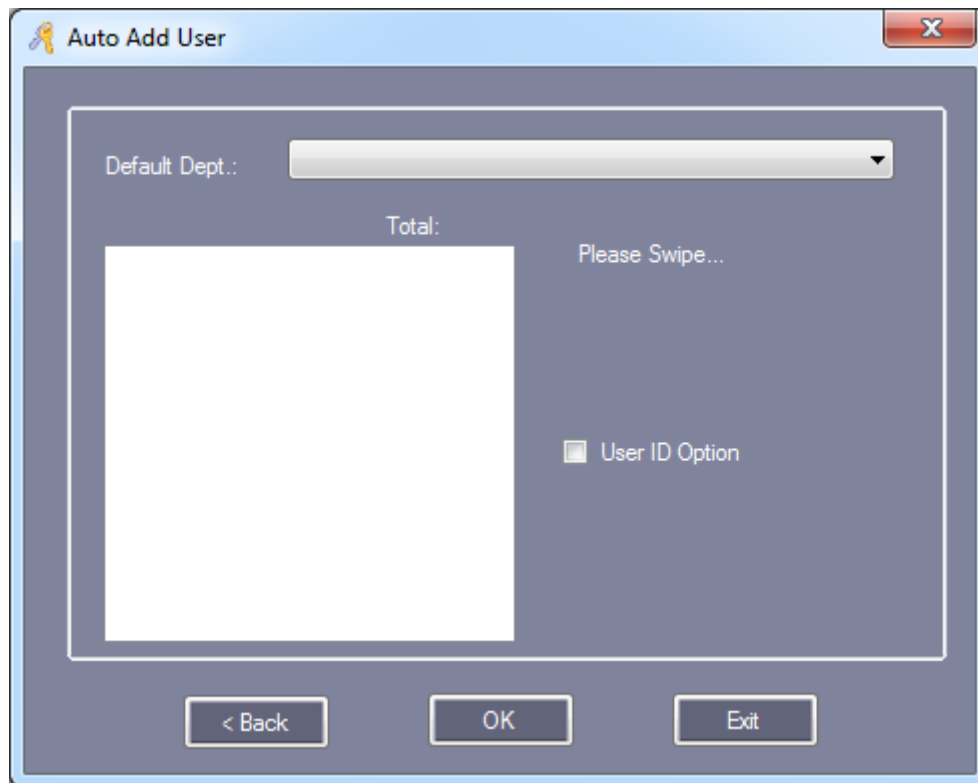 Auto Add User
Default Dept.:
Total:
Please Swipe...
User ID Option
< Back
OK
Exit